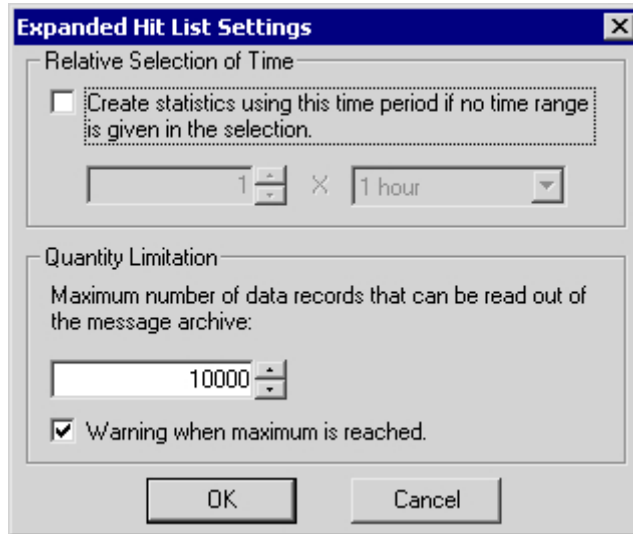 Expanded Hit List Settings
Relative Selection of Time
Create statistics using this time period if no time range
is given in the selection.
1 X 1 hour
Quantity Limitation
Maximum number of data records that can be read out of
the message archive:
10000
Warning when maximum is reached.
OK Cancel